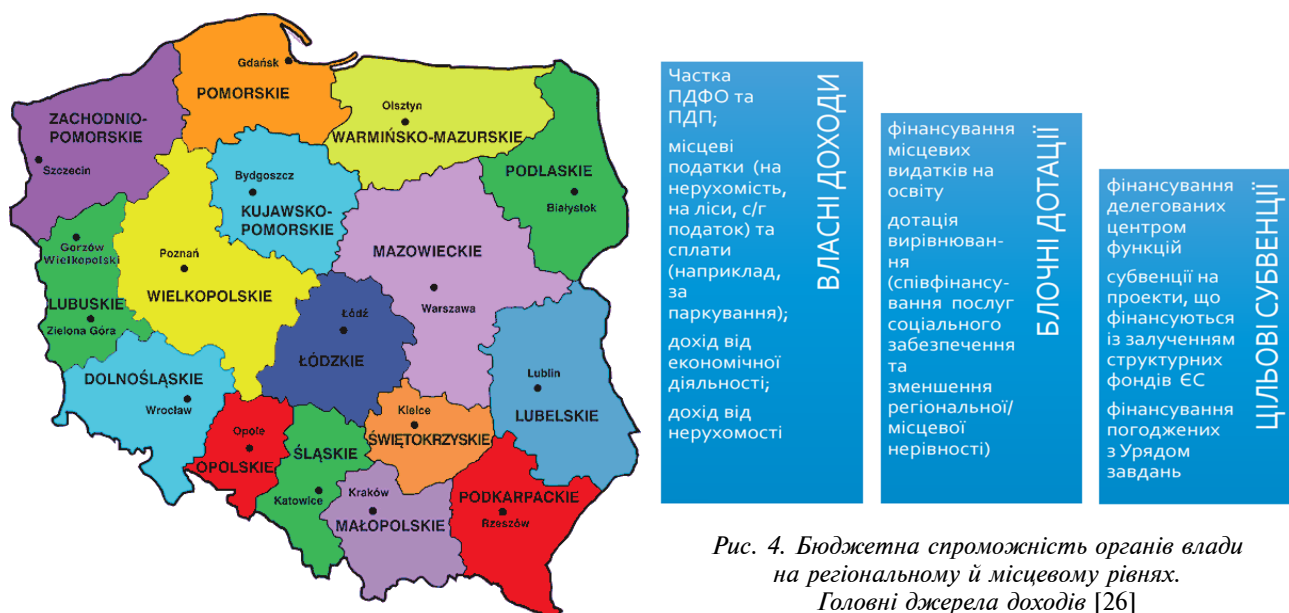 Gdańsk
POMORSKIE
ZACHODNIO-
POMORSKIE
Szczecin
Olsztyn
WARMIŃSKO-MAZURSKIE
PODLASKIE
Białystok
Bydgoszcz
KUJAWSKO-
POMORSKIE
Gorzów
Wielkopolski
LUBUSKIE
Zielona Góra
Poznań
WIELKOPOLSKIE
MAZOWIECKIE
Warszawa
Łódź
ŁÓDZKIE
DOLNOŚLĄSKIE
Wrocław
Lublin
LUBELSKIE
Opole
OPOLSKIE
ŚLĄSKIE
Katowice
Kielce
ŚWIĘTOKRZYSKIE
Kraków
MAŁOPOLSKIE
PODKARPACKIE
Rzeszów
Частка
ПДФО та
ПДП;
місцеві
податки (на
нерухомість,
на ліси, с/г
податок) та
сплати
(наприклад,
за
паркування);
дохід від
економічної
діяльності;
дохід від
нерухомості
ВЛАСНІ ДОХОДИ
фінансування
місцевих
видатків на
освіту
дотація
вирівнюван-
ня
(співфінансу-
вання послуг
соціального
забезпечення
та
зменшення
регіональної/
місцевої
нерівності)
БЛОЧНІ ДОТАЦІЇ
фінансування
делегованих
центром
функцій
субвенції на
проекти, що
фінансуються
із залученням
структурних
фондів ЄС
фінансування
погоджених
з Урядом
завдань
ЦІЛЬОВІ СУБВЕНЦІЇ
Рис. 4. Бюджетна спроможність органів влади
на регіональному й місцевому рівнях.
Головні джерела доходів [26]